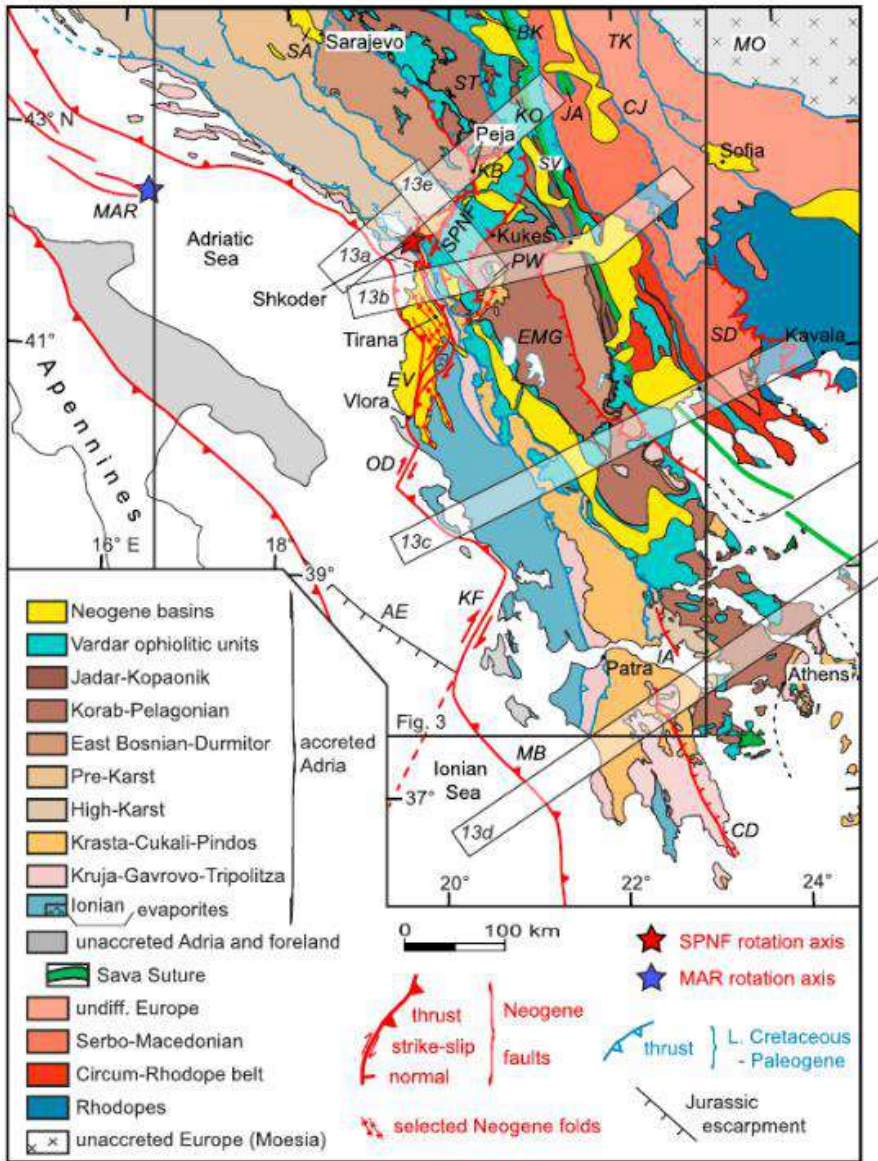 SA
Sarajevo
BK
TK
MO
ST
43° N
KO
JA
CJ
Peja
Sofia
SV
KB
13e
MAR
SPNF
Adriatic
Sea
13a
Kukes
PW
13b
Shkoder
Tirana
41°
EMG
SD
Kavala
EV
Vlora
Apennines
OD
16° E
18
13c
39°
AE
KF
IA
Patra
Athens
Fig. 3
MB
Ionian
Sea
37°
13d
CD
20°
22°
24°
Neogene basins
Vardar ophiolitic units
Jadar-Kopaonik
Korab-Pelagonian
East Bosnian-Durmitor
accreted
Adria
Pre-Karst
High-Karst
Krasta-Cukali-Pindos
Kruja-Gavrovo-Tripolitza
Ionian evaporites
unaccreted Adria and foreland
Sava Suture
undiff. Europe
Serbo-Macedonian
Circum-Rhodope belt
Rhodopes
unaccreted Europe (Moesia)
0 100 km
SPNF rotation axis
MAR rotation axis
thrust
strike-slip
normal
Neogene
faults
selected Neogene folds
thrust
L. Cretaceous
- Paleogene
Jurassic
escarpment